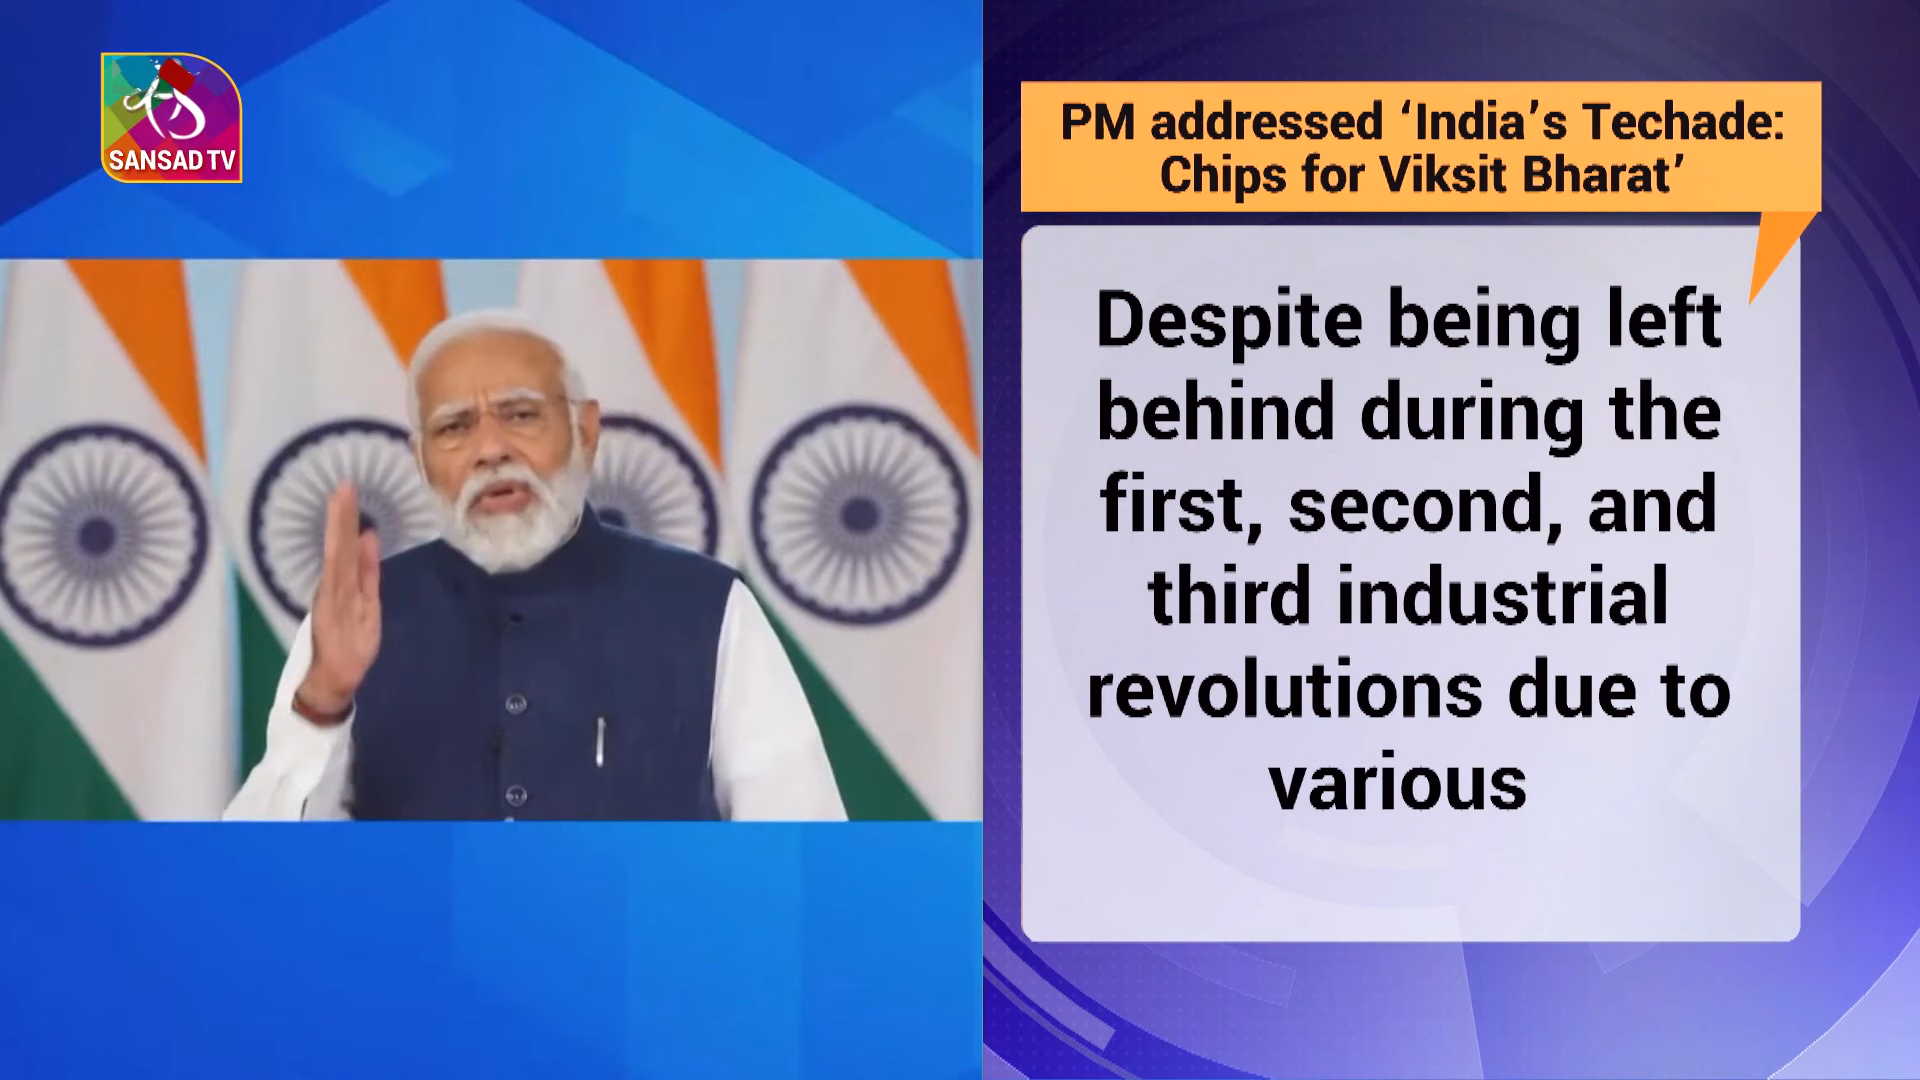 SANSAD TV
PM addressed ‘India’s Techade:
Chips for Viksit Bharat’
Despite being left
behind during the
first, second, and
third industrial
revolutions due to
various